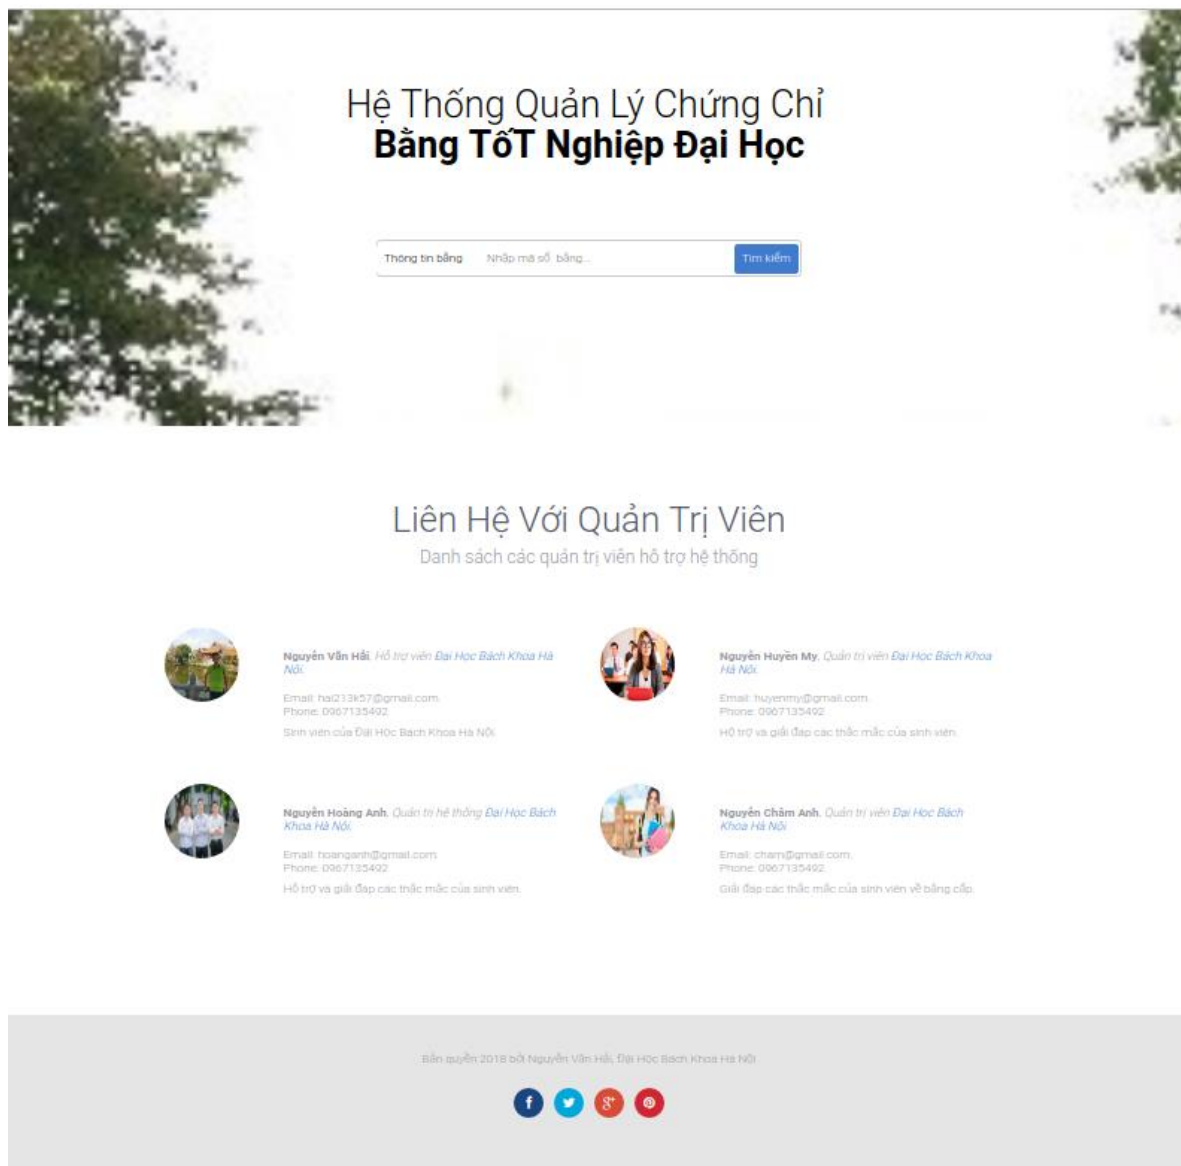 Hệ Thống Quản Lý Chứng Chỉ
Bằng TốT Nghiệp Đại Học
Thông tin bằng Nhập mã số bằng... Tìm kiếm
Liên Hệ Với Quản Trị Viên
Danh sách các quản trị viên hỗ trợ hệ thống
Nguyễn Văn Hải, Hỗ trợ viên Đại Học Bách Khoa Hà
Nội.
Email: hai213k57@gmail.com.
Phone: 0967135492
Sinh viên của Đại Học Bách Khoa Hà Nội
Nguyễn Huyền My, Quản trị viên Đại Học Bách Khoa
Hà Nội.
Email: huyenmy@gmail.com.
Phone: 0967135492
Hỗ trợ và giải đáp các thắc mắc của sinh viên.
Nguyễn Hoàng Anh, Quản trị hệ thống Đại Học Bách
Khoa Hà Nội.
Email: hoanganh@gmail.com.
Phone: 0967135492
Hỗ trợ và giải đáp các thắc mắc của sinh viên.
Nguyễn Châm Anh, Quản trị viên Đại Học Bách
Khoa Hà Nội
Email: cham@gmail.com.
Phone: 0967135492.
Giải đáp các thắc mắc của sinh viên về bằng cấp.
Bản quyền 2018 bởi Nguyễn Văn Hải, Đại Học Bách Khoa Hà Nội